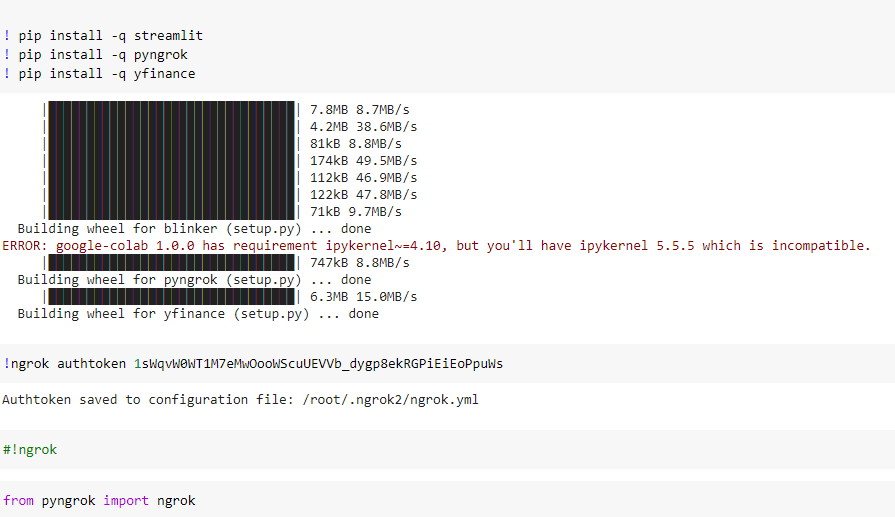 ! pip install -q streamlit
! pip install -q pyngrok
! pip install -q yfinance
| | 7.8MB 8.7MB/s
| | 4.2MB 38.6MB/s
| | 81kB 8.8MB/s
| | 174kB 49.5MB/s
| | 112kB 46.9MB/s
| | 122kB 47.8MB/s
| | 71kB 9.7MB/s
Building wheel for blinker (setup.py) ... done
ERROR: google-colab 1.0.0 has requirement ipykernel~=4.10, but you'll have ipykernel 5.5.5 which is incompatible.
| | 747kB 8.8MB/s
Building wheel for pyngrok (setup.py) ... done
| | 6.3MB 15.0MB/s
Building wheel for yfinance (setup.py) ... done
!ngrok authtoken 1sWqvW0WT1M7eMwOooWScuUEVVb_dygp8ekRGPiEiEoPpuWs
Authtoken saved to configuration file: /root/.ngrok2/ngrok.yml
#!ngrok
from pyngrok import ngrok